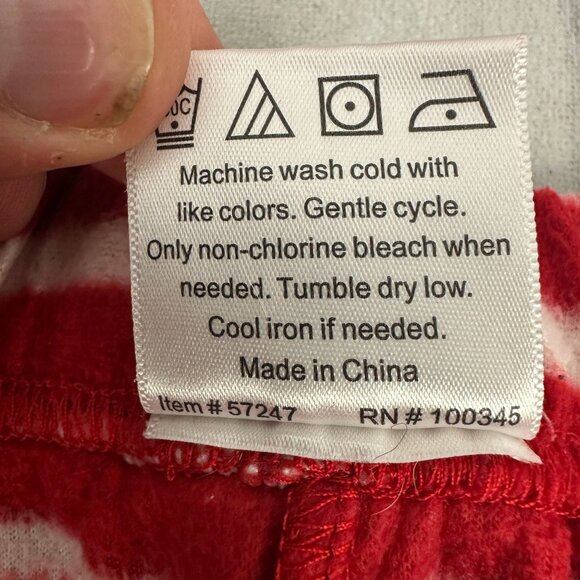 Machine wash cold with
like colors. Gentle cycle.
Only non-chlorine bleach when
needed. Tumble dry low.
Cool iron if needed.
Made in China
Item # 57247 RN # 100345